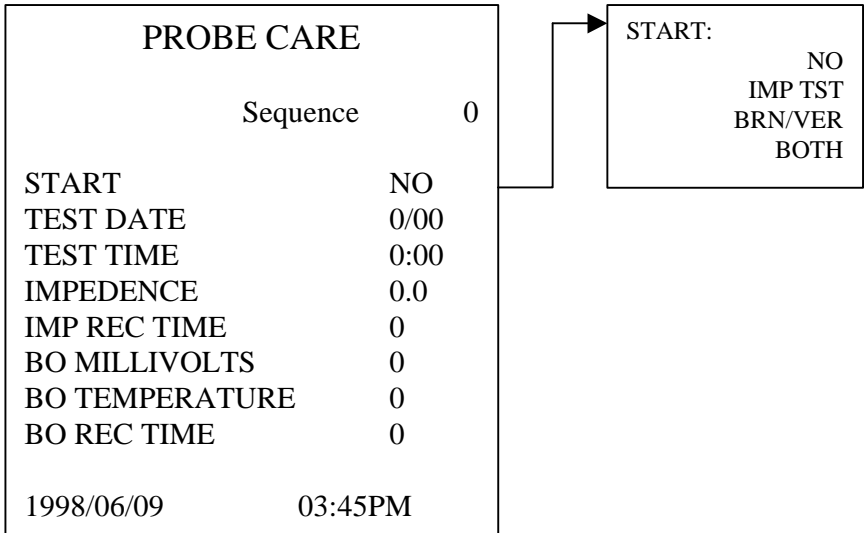 PROBE CARE
Sequence 0
START NO
TEST DATE 0/00
TEST TIME 0:00
IMPEDENCE 0.0
IMP REC TIME 0
BO MILLIVOLTS 0
BO TEMPERATURE 0
BO REC TIME 0
1998/06/09 03:45PM
START:
NO
IMP TST
BRN/VER
BOTH